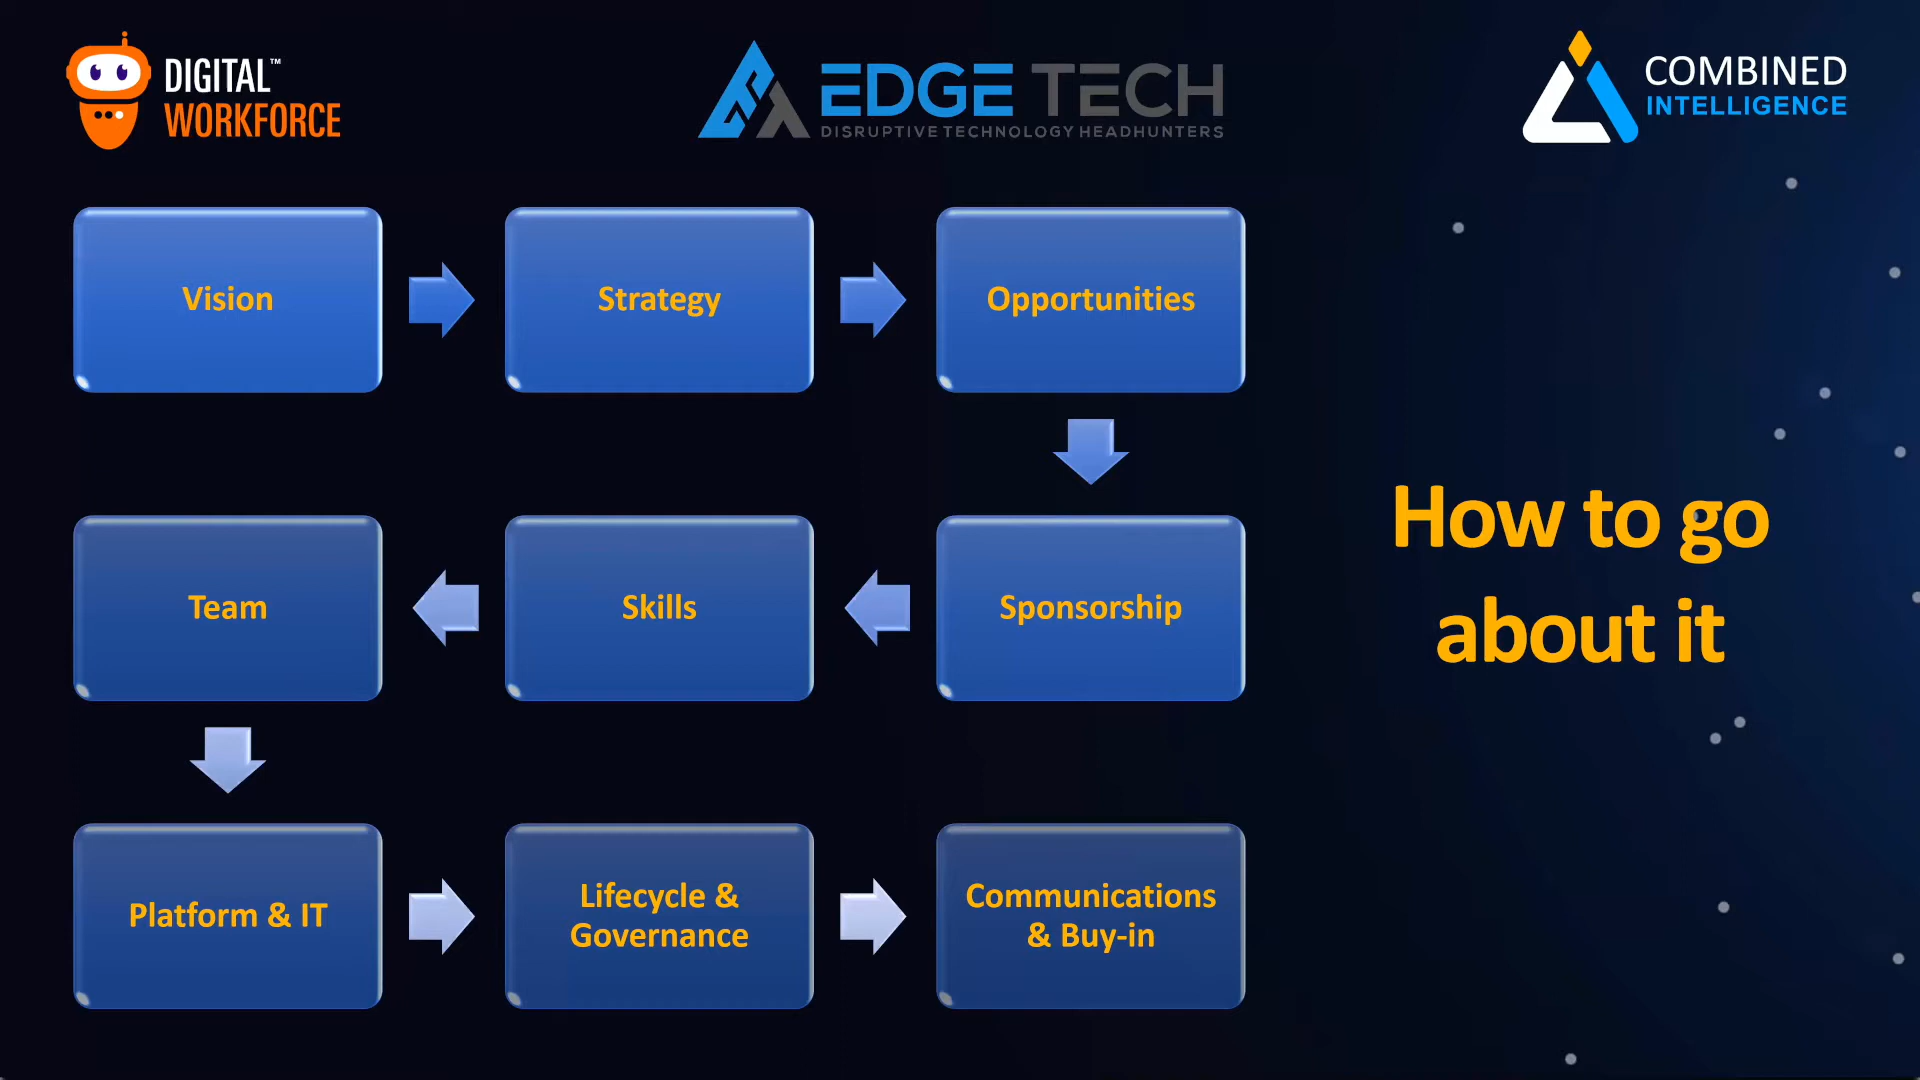 DIGITAL™
WORKFORCE
EDGE TECH
DISRUPTIVE TECHNOLOGY HEADHUNTERS
COMBINED
INTELLIGENCE
Vision
Strategy
Opportunities
Sponsorship
Skills
Team
Platform & IT
Lifecycle &
Governance
Communications
& Buy-in
How to go
about it